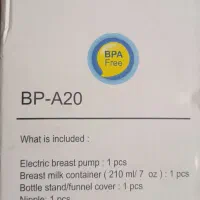 BPA
Free
BP-A20
What is included :
Electric breast pump : 1 pcs
Breast milk container ( 210 ml/ 7 oz ) : 1 pcs
Bottle stand/funnel cover : 1 pcs
Nipple: 1 pcs